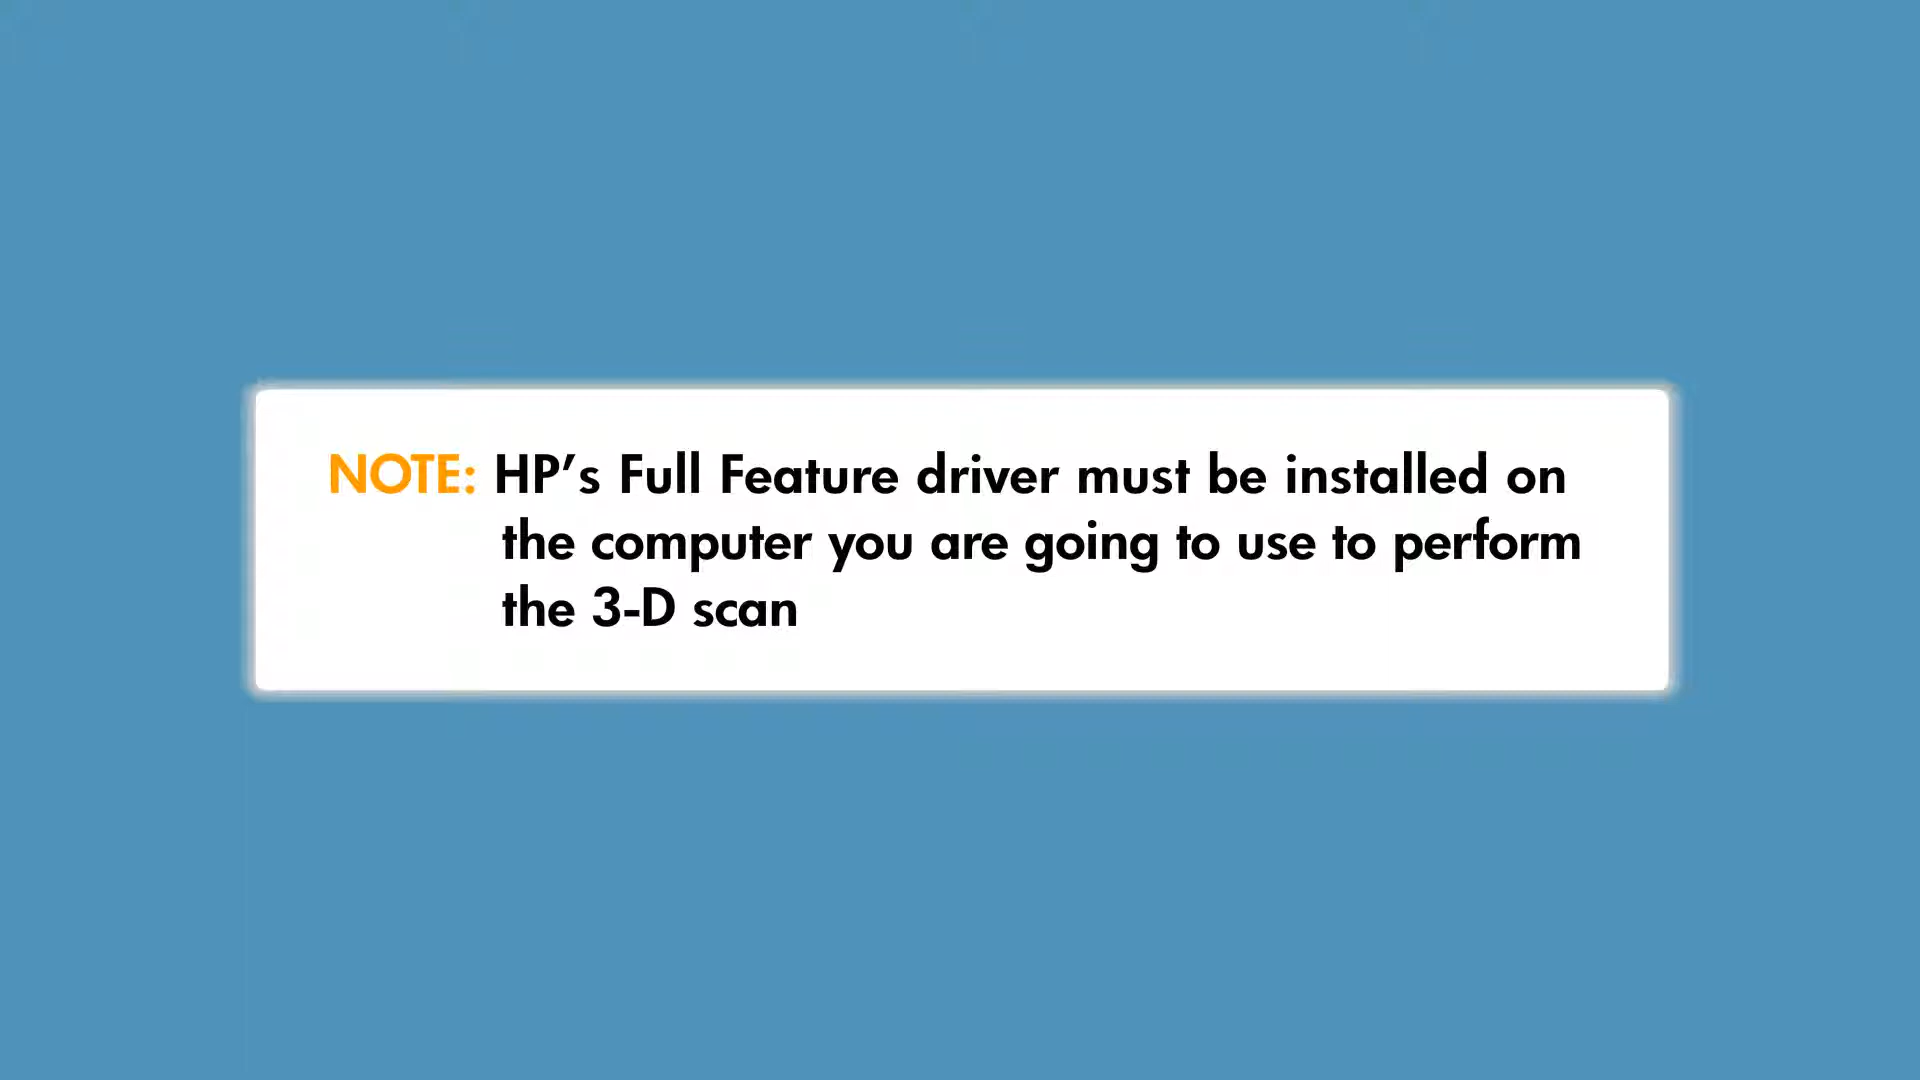 NOTE: HP’s Full Feature driver must be installed on
the computer you are going to use to perform
the 3-D scan